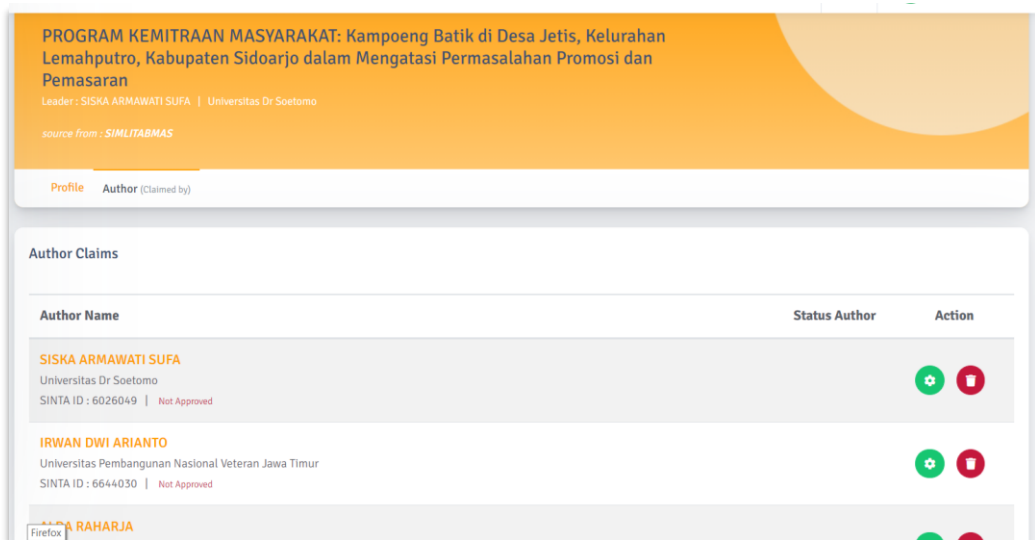 PROGRAM KEMITRAAN MASYARAKAT: Kampoeng Batik di Desa Jetis, Kelurahan
Lemahputro, Kabupaten Sidoarjo dalam Mengatasi Permasalahan Promosi dan
Pemasaran
Leader : SISKA ARMAWATI SUFA | Universitas Dr Soetomo
source from : SIMLITABMAS
Profile Author (Claimed by)
Author Claims
Author Name Status Author Action
SISKA ARMAWATI SUFA
Universitas Dr Soetomo
SINTA ID : 6026049 | Not Approved
IRWAN DWI ARIANTO
Universitas Pembangunan Nasional Veteran Jawa Timur
SINTA ID : 6644030 | Not Approved
RAHARJA
Firefox